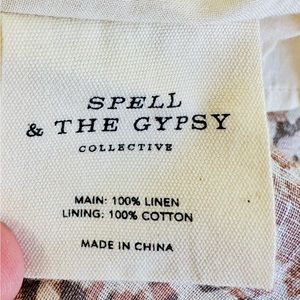 SPELL
& THE GYPSY
COLLECTIVE
MAIN: 100% LINEN
LINING: 100% COTTON
MADE IN CHINA